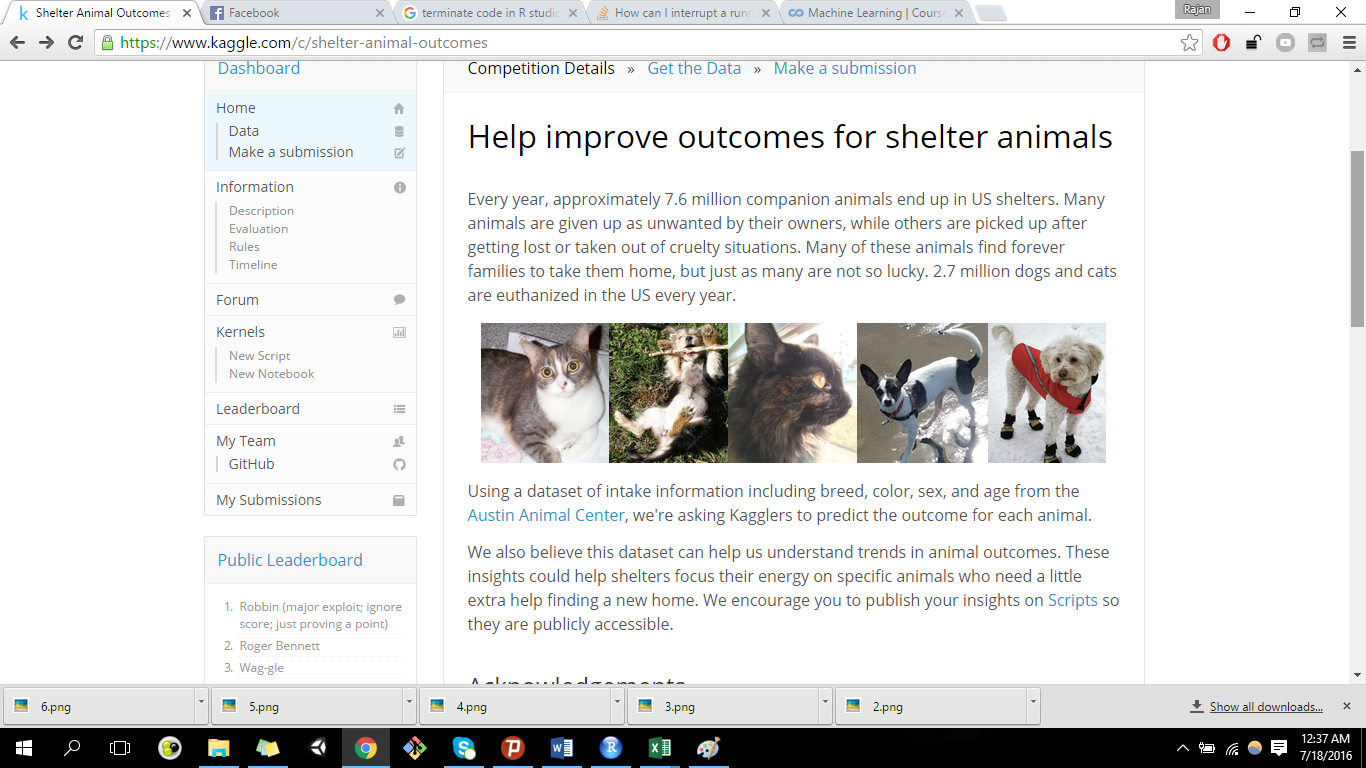 Shelter Animal Outcomes
Facebook
terminate code in R studio
How can I interrupt a runn
Machine Learning | Course
Rajan
https://www.kaggle.com/c/shelter-animal-outcomes
Dashboard
Home
Data
Make a submission
Information
Description
Evaluation
Rules
Timeline
Forum
Kernels
New Script
New Notebook
Leaderboard
My Team
GitHub
My Submissions
Public Leaderboard
1. Robbin (major exploit; ignore
score; just proving a point)
2. Roger Bennett
3. Wag-gle
Competition Details » Get the Data » Make a submission
Help improve outcomes for shelter animals
Every year, approximately 7.6 million companion animals end up in US shelters. Many
animals are given up as unwanted by their owners, while others are picked up after
getting lost or taken out of cruelty situations. Many of these animals find forever
families to take them home, but just as many are not so lucky. 2.7 million dogs and cats
are euthanized in the US every year.
Using a dataset of intake information including breed, color, sex, and age from the
Austin Animal Center, we're asking Kagglers to predict the outcome for each animal.
We also believe this dataset can help us understand trends in animal outcomes. These
insights could help shelters focus their energy on specific animals who need a little
extra help finding a new home. We encourage you to publish your insights on Scripts so
they are publicly accessible.
Acknowledgements
6.png
5.png
4.png
3.png
2.png
Show all downloads...
12:37 AM
7/18/2016